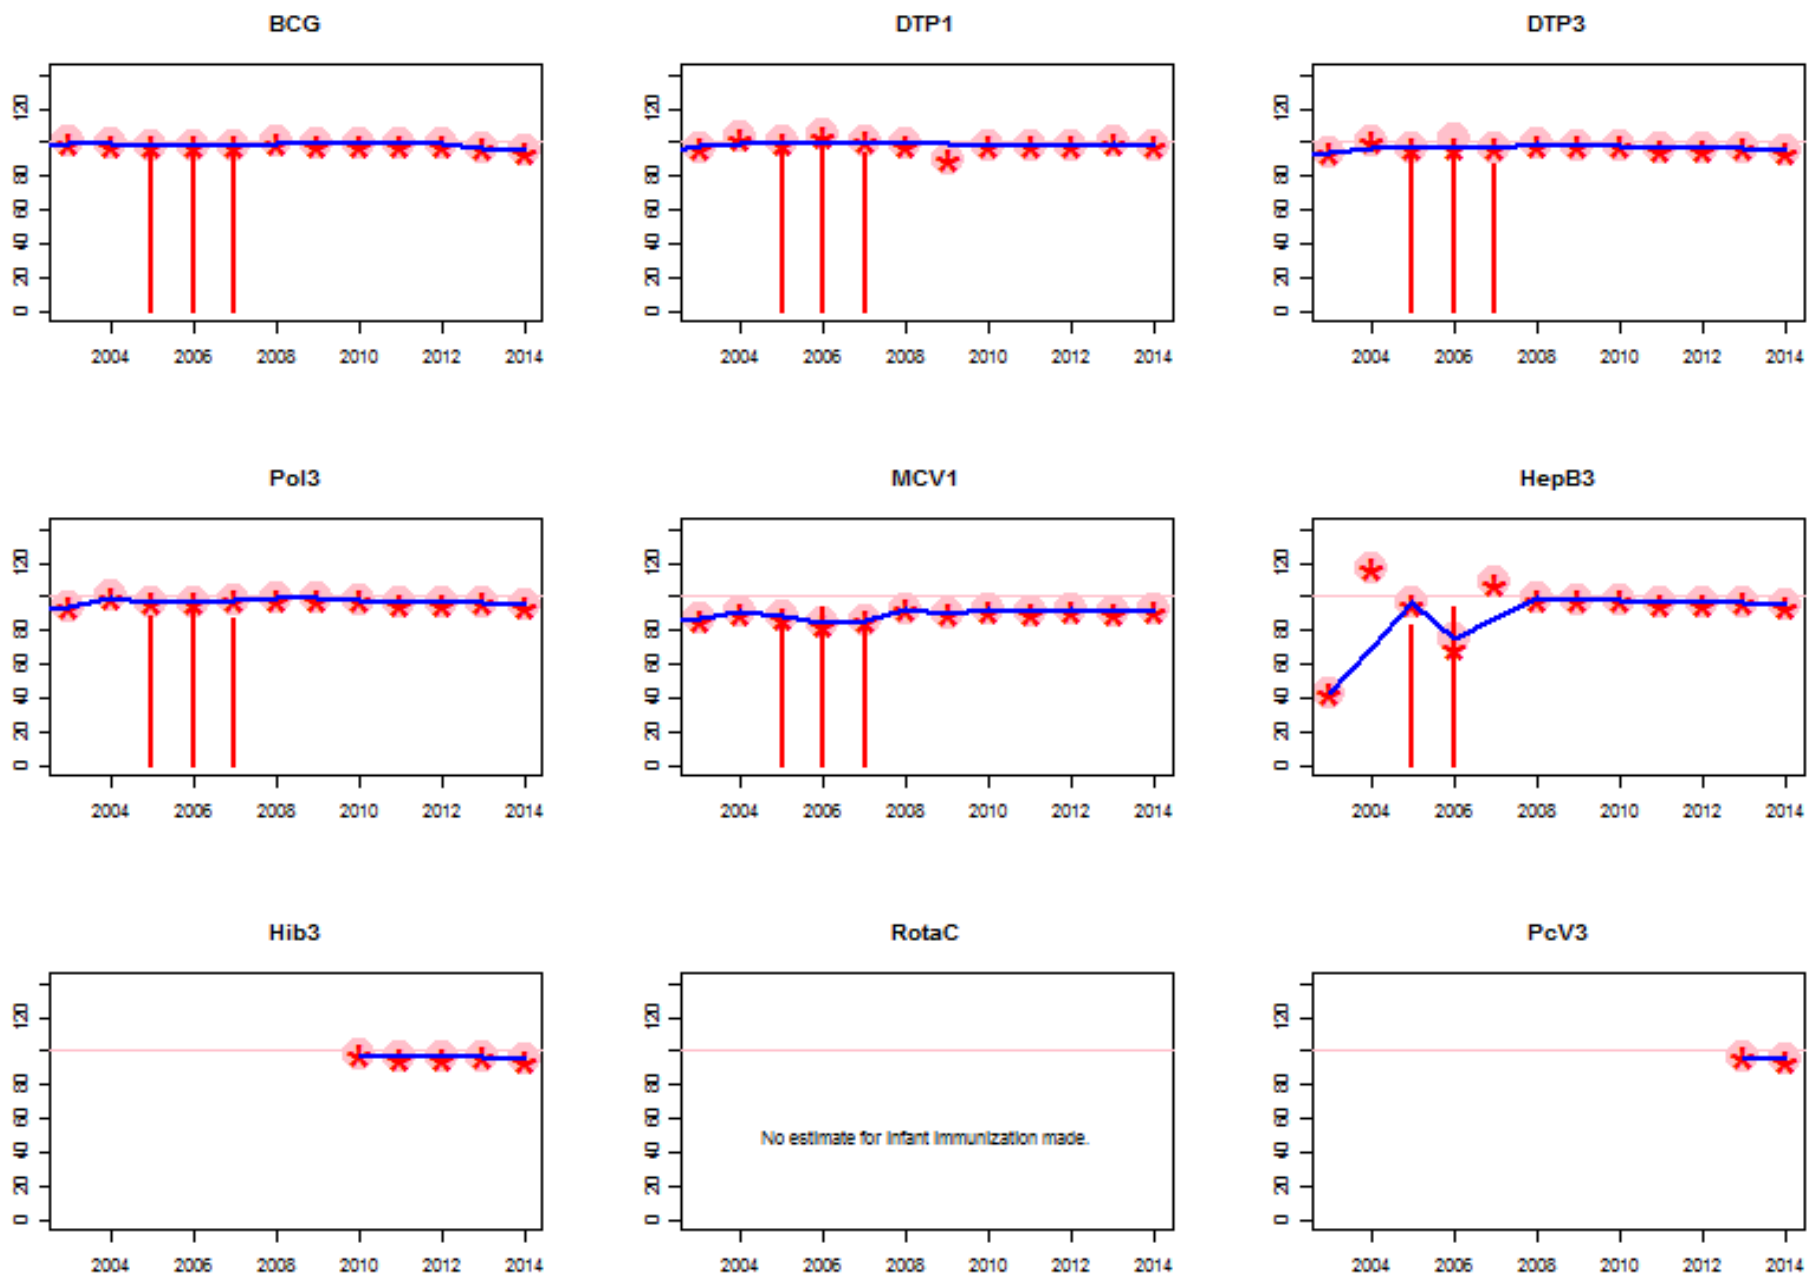 BCG
DTP1
DTP3
0 20 40 60 80 120
0 20 40 60 80 120
0 20 40 60 80 120
2004 2006 2008 2010 2012 2014
2004 2006 2008 2010 2012 2014
2004 2006 2008 2010 2012 2014
Pol3
MCV1
HepB3
0 20 40 60 80 120
0 20 40 60 80 120
0 20 40 60 80 120
2004 2006 2008 2010 2012 2014
2004 2006 2008 2010 2012 2014
2004 2006 2008 2010 2012 2014
Hib3
RotaC
PcV3
0 20 40 60 80 120
0 20 40 60 80 120
0 20 40 60 80 120
No estimate for infant immunization made.
2004 2006 2008 2010 2012 2014
2004 2006 2008 2010 2012 2014
2004 2006 2008 2010 2012 2014